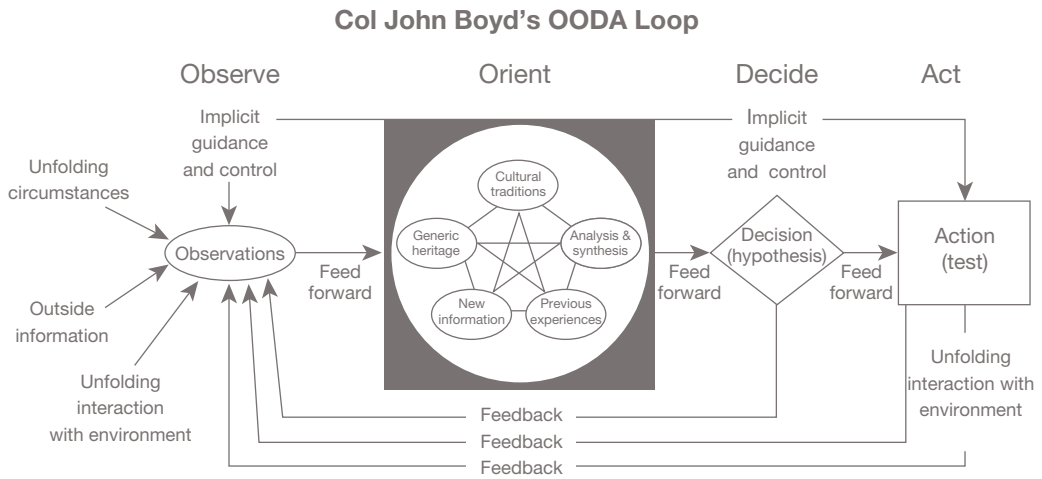 Col John Boyd's OODA Loop
Observe
Orient
Decide
Act
Implicit
guidance
and control
Implicit
guidance
and control
Unfolding
circumstances
Observations
Outside
information
Unfolding
interaction
with environment
Feed
forward
Cultural
traditions
Generic
heritage
Analysis &
synthesis
New
information
Previous
experiences
Feed
forward
Decision
(hypothesis)
Feed
forward
Action
(test)
Unfolding
interaction with
environment
Feedback
Feedback
Feedback